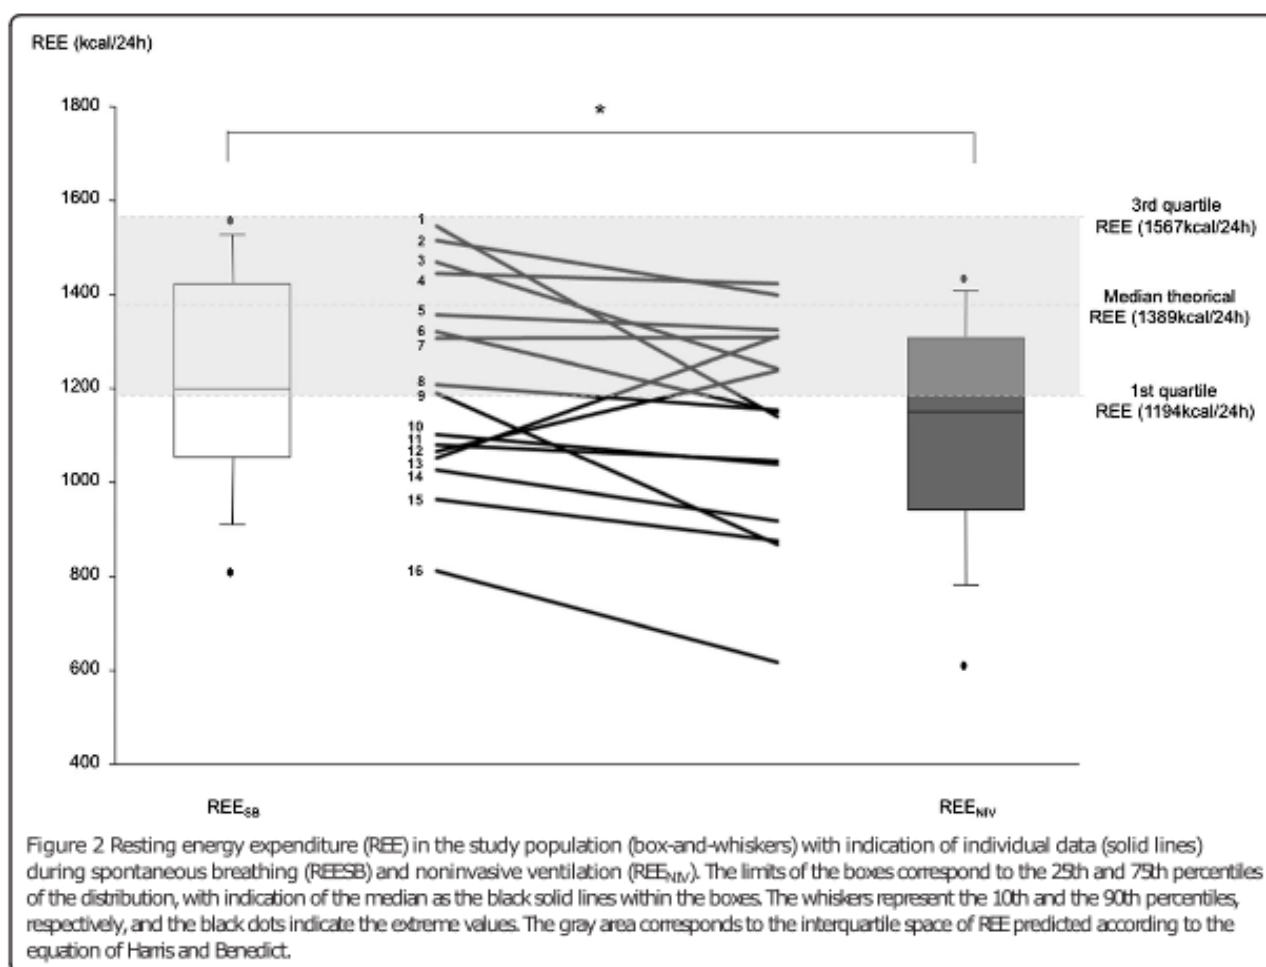 REE (kcal/24h)
1800
*
1600
3rd quartile
REE (1567kcal/24h)
1
2
3
4
1400
Median theorical
REE (1389kcal/24h)
5
6
7
8
9
1200
1st quartile
REE (1194kcal/24h)
10
11
12
13
14
15
1000
16
800
600
400
REESB
REENIV
Figure 2 Resting energy expenditure (REE) in the study population (box-and-whiskers) with indication of individual data (solid lines)
during spontaneous breathing (REESB) and noninvasive ventilation (REENIV). The limits of the boxes correspond to the 25th and 75th percentiles
of the distribution, with indication of the median as the black solid lines within the boxes. The whiskers represent the 10th and the 90th percentiles,
respectively, and the black dots indicate the extreme values. The gray area corresponds to the interquartile space of REE predicted according to the
equation of Harris and Benedict.